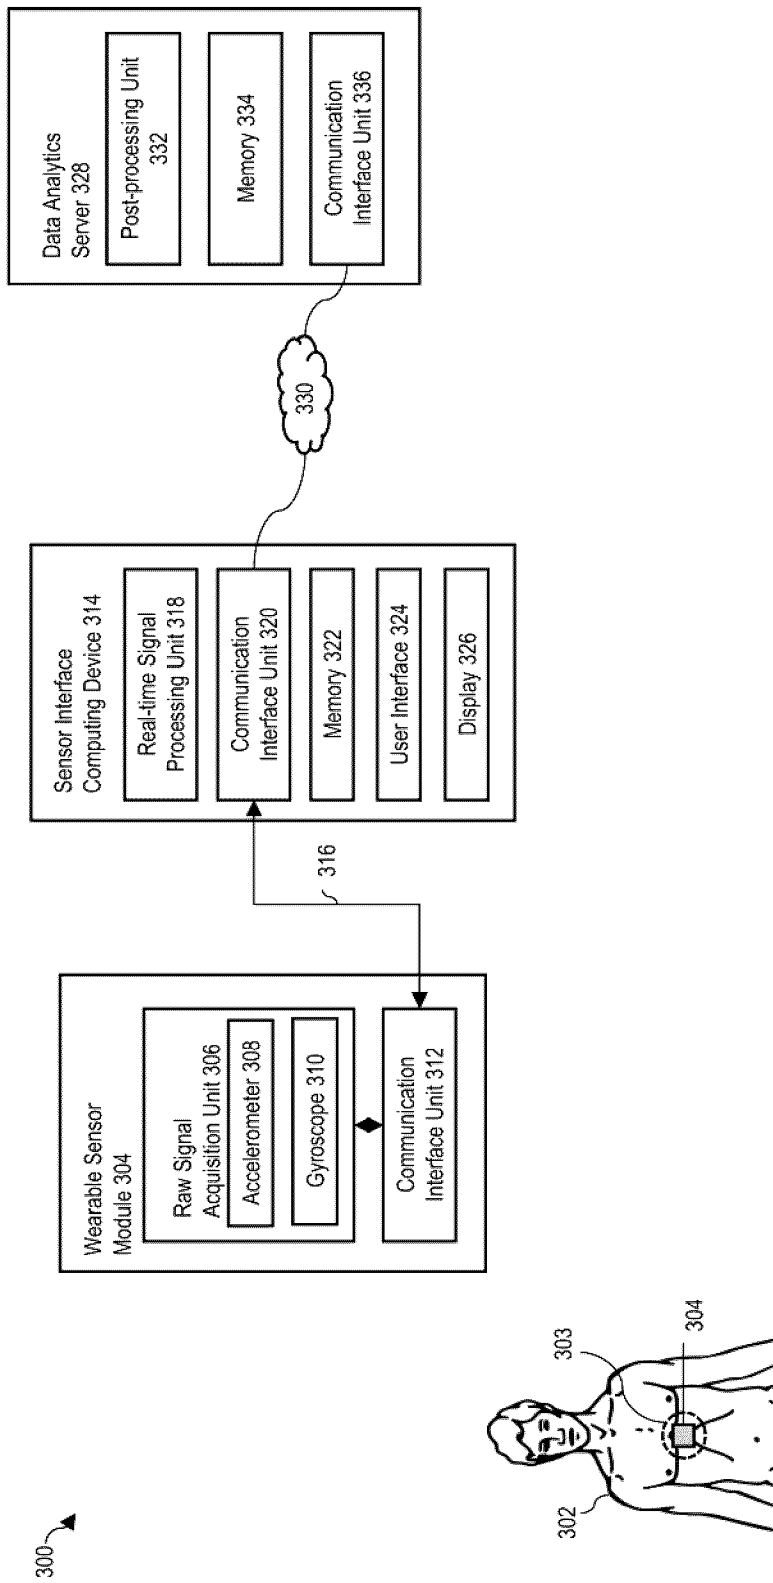 300
302
303
304
Wearable Sensor
Module 304
Raw Signal
Acquisition Unit 306
Accelerometer 308
Gyroscope 310
Communication
Interface Unit 312
316
Sensor Interface
Computing Device 314
Real-time Signal
Processing Unit 318
Communication
Interface Unit 320
Memory 322
User Interface 324
Display 326
330
Data Analytics
Server 328
Post-processing Unit
332
Memory 334
Communication
Interface Unit 336